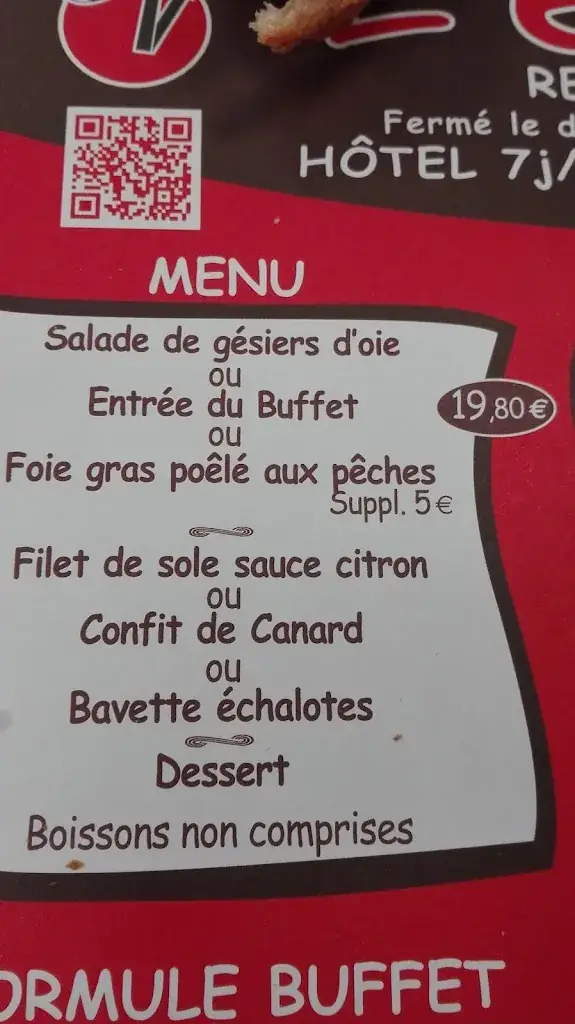 Fermé le
HÔTEL 7j/
MENU
Salade de gésiers d'oie
ou
Entrée du Buffet
19,80 €
ou
Foie gras poêlé aux pêches
Suppl. 5 €
Filet de sole sauce citron
ou
Confit de Canard
ou
Bavette échalotes
Dessert
Boissons non comprises
ORMULE BUFFET